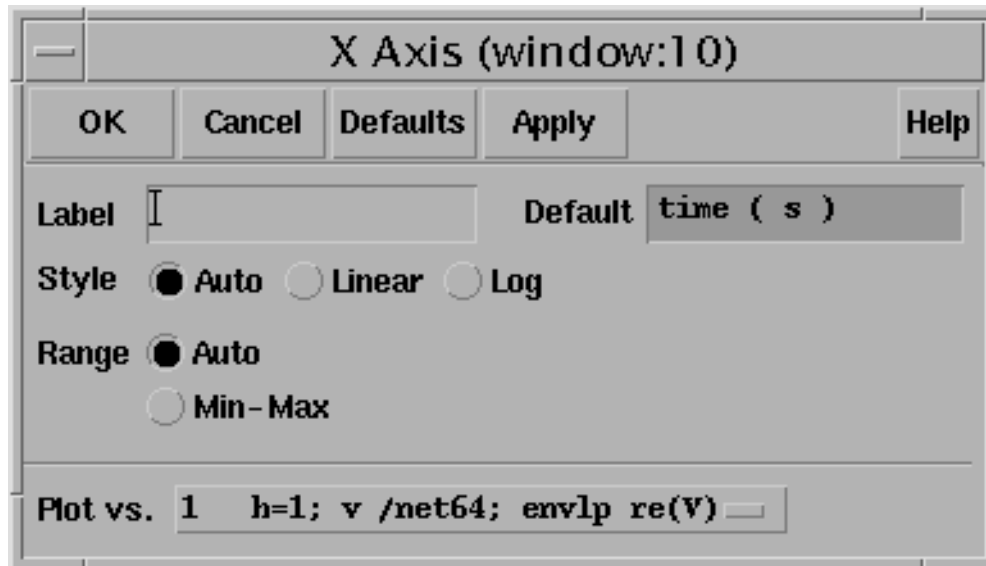 X Axis (window:10)
OK Cancel Defaults Apply Help
Label Default time ( s )
Style Auto Linear Log
Range Auto
Min-Max
Plot vs. 1 h=1; v /net64; envlp re(V)